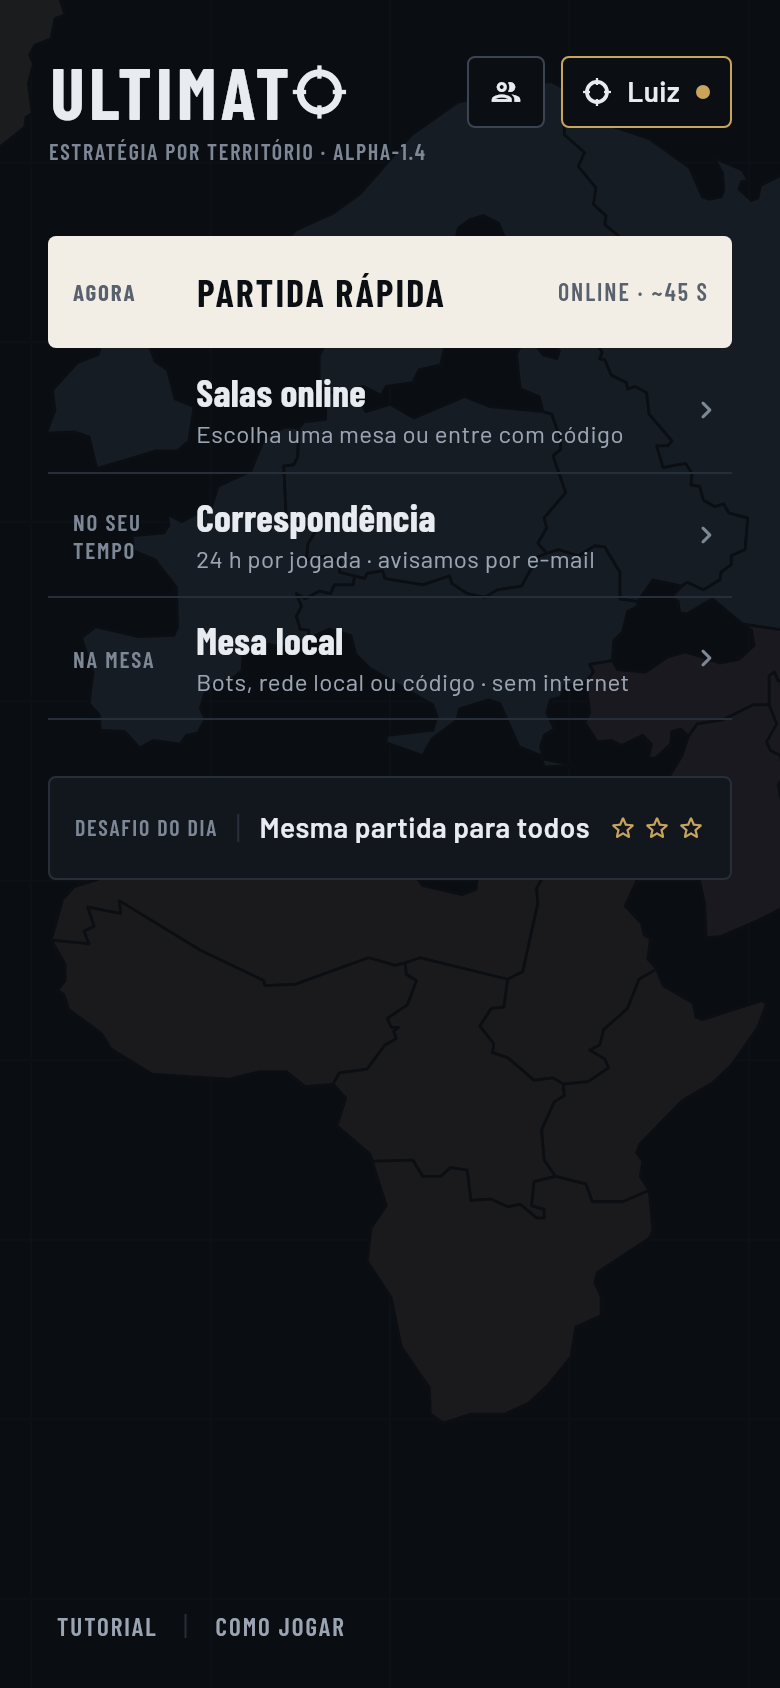 ULTIMATO
Luiz
ESTRATÉGIA POR TERRITÓRIO · ALPHA-1.4
AGORA
PARTIDA RÁPIDA
ONLINE · ~45 S
Salas online
Escolha uma mesa ou entre com código
NO SEU
TEMPO
Correspondência
24 h por jogada · avisamos por e-mail
NA MESA
Mesa local
Bots, rede local ou código · sem internet
DESAFIO DO DIA
Mesma partida para todos
TUTORIAL
COMO JOGAR